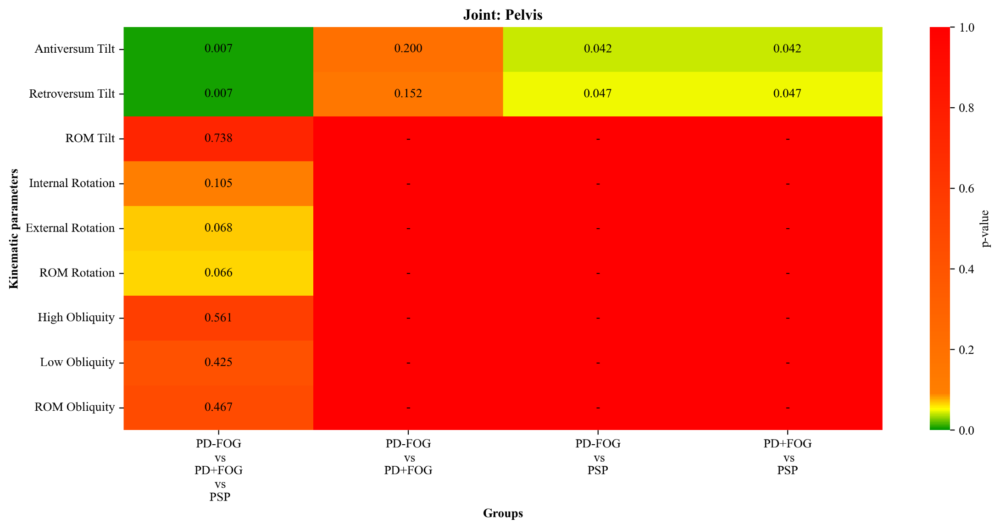 Joint: Pelvis
Kinematic parameters
Antiversum Tilt 0.007 0.200 0.042 0.042
Retroversum Tilt 0.007 0.152 0.047 0.047
ROM Tilt 0.738 - - -
Internal Rotation 0.105 - - -
External Rotation 0.068 - - -
ROM Rotation 0.066 - - -
High Obliquity 0.561 - - -
Low Obliquity 0.425 - - -
ROM Obliquity 0.467 - - -
PD-FOG
vs
PD+FOG
vs
PSP
PD-FOG
vs
PD+FOG
PD-FOG
vs
PSP
PD+FOG
vs
PSP
Groups
1.0
0.8
0.6
0.4
0.2
0.0
p-value